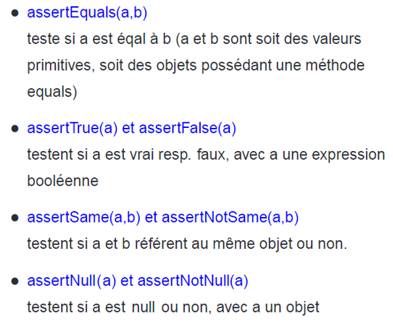 • assertEquals(a,b)
teste si a est éqal à b (a et b sont soit des valeurs
primitives, soit des objets possédant une méthode
equals)
• assertTrue(a) et assertFalse(a)
testent si a est vrai resp. faux, avec a une expression
booléenne
• assertSame(a,b) et assertNotSame(a,b)
testent si a et b référent au même objet ou non.
• assertNull(a) et assertNotNull(a)
testent si a est null ou non, avec a un objet